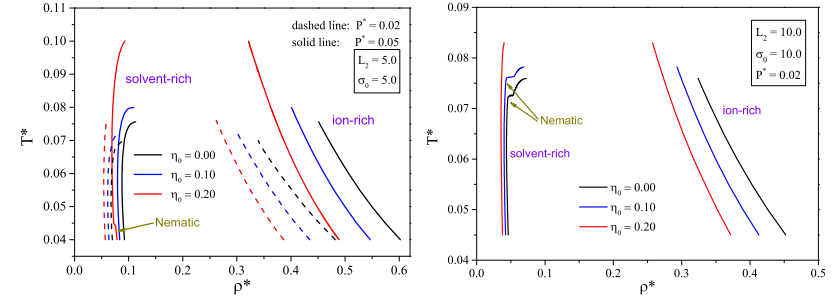 dashed line: P* = 0.02
solid line: P* = 0.05
L₂ = 5.0
σ₀ = 5.0
solvent-rich
ion-rich
η₀ = 0.00
η₀ = 0.10
η₀ = 0.20
Nematic
T*
0.11
0.10
0.09
0.08
0.07
0.06
0.05
0.04
0.0 0.1 0.2 0.3 0.4 0.5 0.6
ρ*
L₂ = 10.0
σ₀ = 10.0
P* = 0.02
Nematic
ion-rich
solvent-rich
η₀ = 0.00
η₀ = 0.10
η₀ = 0.20
T*
0.09
0.08
0.07
0.06
0.05
0.04
0.0 0.1 0.2 0.3 0.4 0.5
ρ*